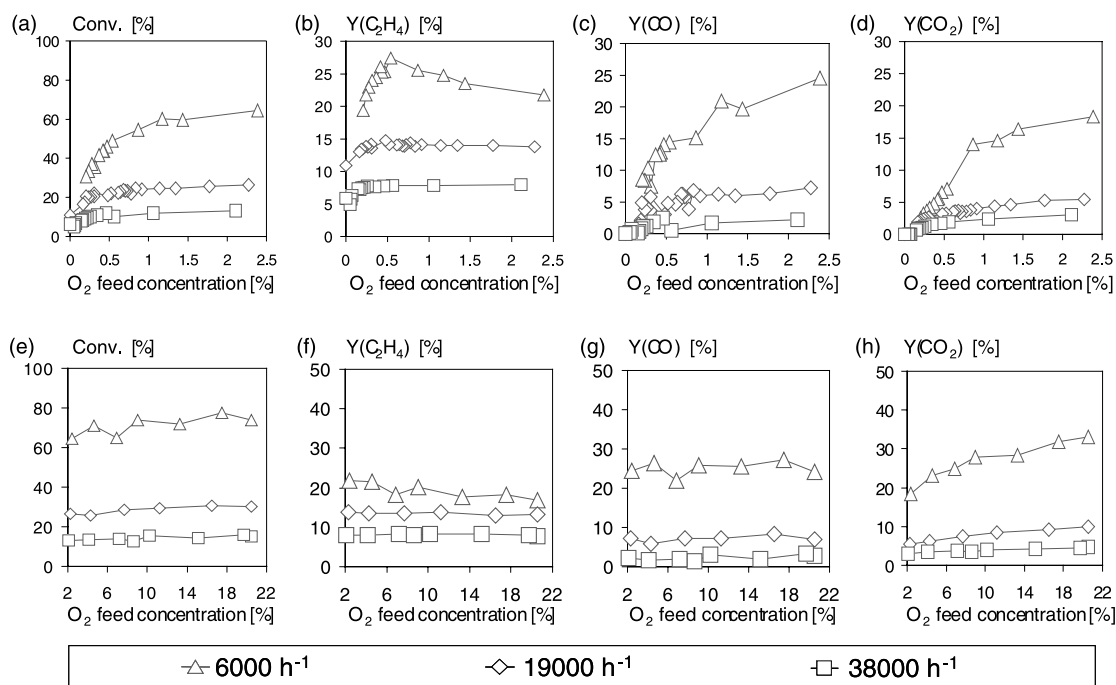 (a) Conv. [%] (b) Y(C₂H₄) [%] (c) Y(CO) [%] (d) Y(CO₂) [%]
100 30 30 30
80 25 25 25
60 20 20 20
40 15 15 15
20 10 10 10
0 5 5 5
0 0 0
0 0.5 1 1.5 2 2.5 0 0.5 1 1.5 2 2.5 0 0.5 1 1.5 2 2.5 0 0.5 1 1.5 2 2.5
O₂ feed concentration [%] O₂ feed concentration [%] O₂ feed concentration [%] O₂ feed concentration [%]
(e) Conv. [%] (f) Y(C₂H₄) [%] (g) Y(CO) [%] (h) Y(CO₂) [%]
100 50 50 50
80 40 40 40
60 30 30 30
40 20 20 20
20 10 10 10
0 0 0 0
2 6 10 14 18 22 2 6 10 14 18 22 2 6 10 14 18 22 2 6 10 14 18 22
O₂ feed concentration [%] O₂ feed concentration [%] O₂ feed concentration [%] O₂ feed concentration [%]
6000 h⁻¹ 19000 h⁻¹ 38000 h⁻¹